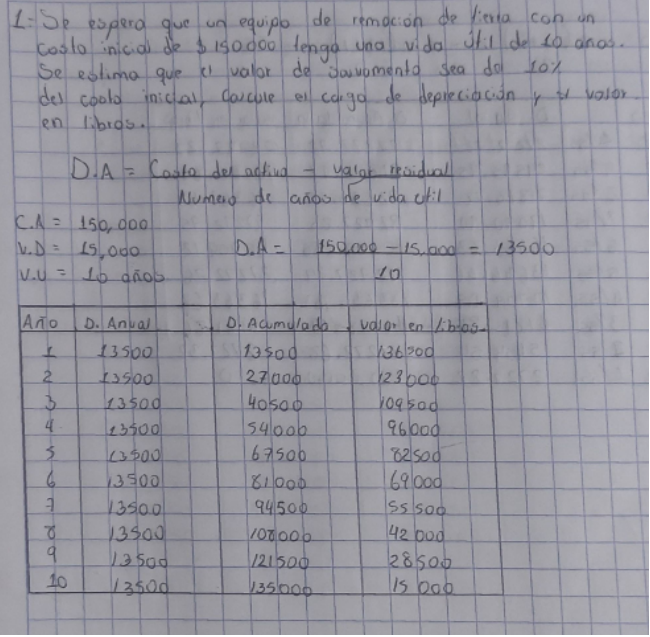 1= Se espera que un equipo de remoción de tierra con un
costo inicial de $ 150.000 tenga una vida útil de 10 años.
Se estima que el valor de salvamento sea del 10%
del costo inicial, calcule el cargo de depreciación y el valor
en libros.
D.A = Costo del activo - valor residual
Numero de años de vida util
C.A = 150,000
V.D = 15,000 D.A = 150,000 - 15,000 = 13500
V.U = 10 años 10
Año D. Anual D. Acumulado valor en libros
1 13500 13500 136500
2 13500 27000 123000
3 13500 40500 109500
4 13500 54000 96000
5 13500 67500 82500
6 13500 81000 69000
7 13500 94500 55500
8 13500 108000 42000
9 13500 121500 28500
10 13500 135000 15000